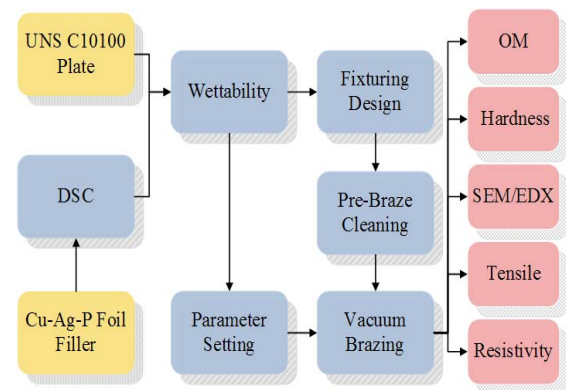 UNS C10100
Plate
DSC
Cu-Ag-P Foil
Filler
Wettability
Parameter
Setting
Fixturing
Design
Pre-Braze
Cleaning
Vacuum
Brazing
OM
Hardness
SEM/EDX
Tensile
Resistivity